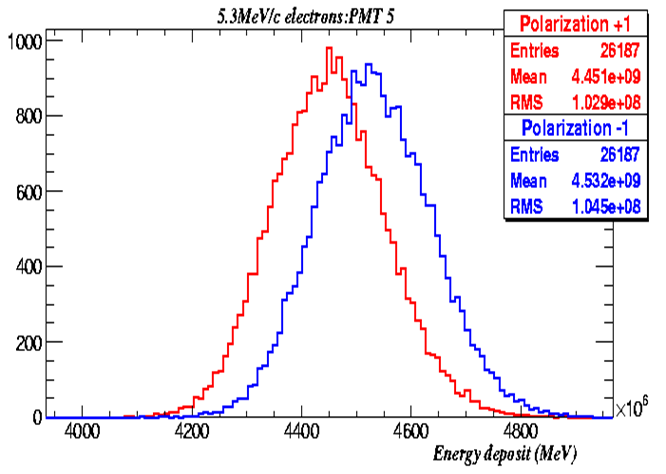 5.3MeV/c electrons:PMT 5
Polarization +1
Entries 26187
Mean 4.451e+09
RMS 1.029e+08
Polarization -1
Entries 26187
Mean 4.532e+09
RMS 1.045e+08
1000
800
600
400
200
0
4000 4200 4400 4600 4800
×10⁶
Energy deposit (MeV)